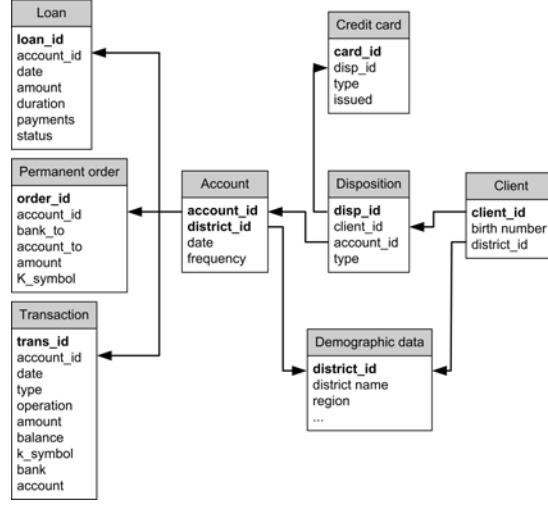 Loan
loan_id
account_id
date
amount
duration
payments
status
Permanent order
order_id
account_id
bank_to
account_to
amount
K_symbol
Transaction
trans_id
account_id
date
type
operation
amount
balance
k_symbol
bank
account
Account
account_id
district_id
date
frequency
Credit card
card_id
disp_id
type
issued
Disposition
disp_id
client_id
account_id
type
Demographic data
district_id
district name
region
...
Client
client_id
birth number
district_id